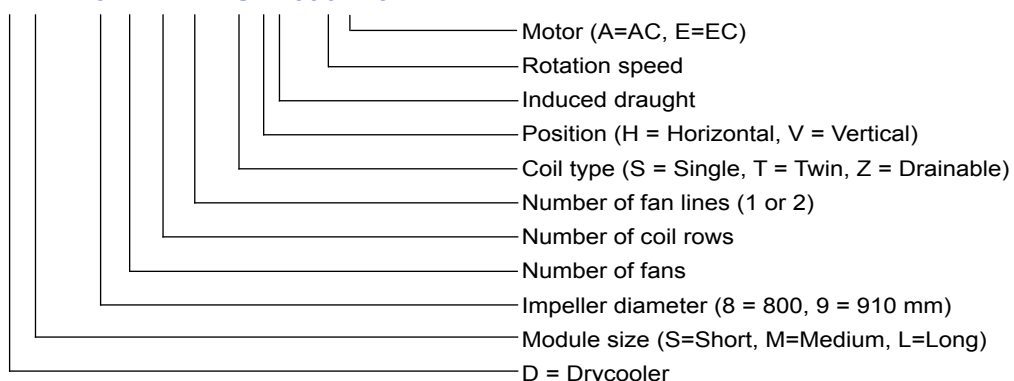 Motor (A=AC, E=EC)
Rotation speed
Induced draught
Position (H = Horizontal, V = Vertical)
Coil type (S = Single, T = Twin, Z = Drainable)
Number of fan lines (1 or 2)
Number of coil rows
Number of fans
Impeller diameter (8 = 800, 9 = 910 mm)
Module size (S=Short, M=Medium, L=Long)
D = Drycooler